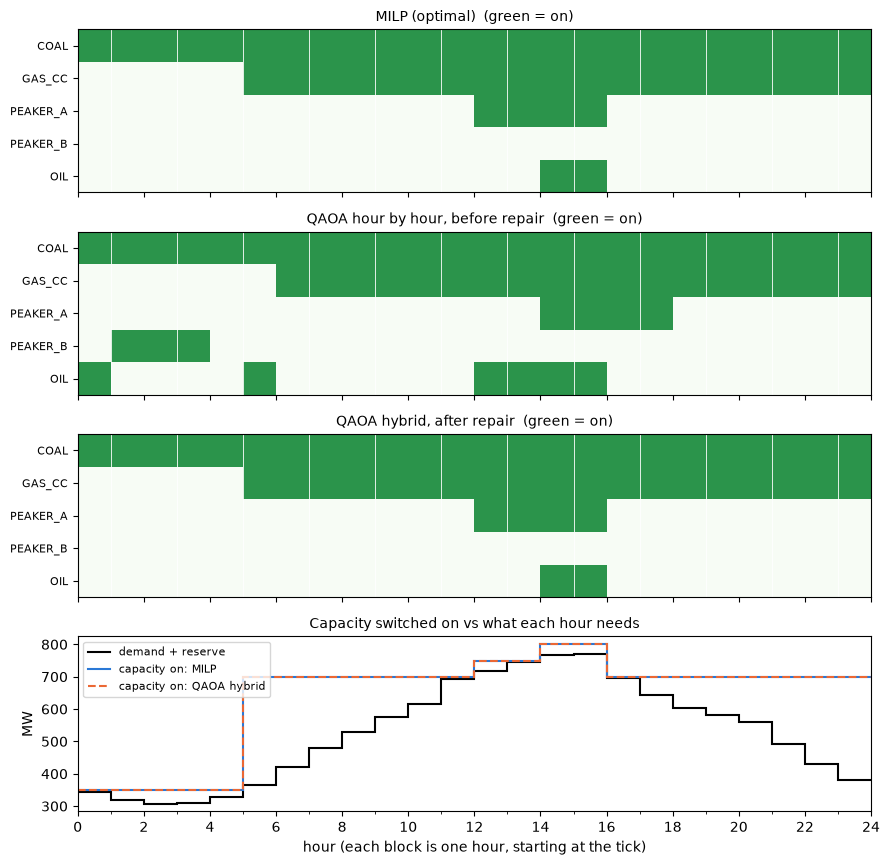 MILP (optimal)  (green = on)
COAL
GAS_CC
PEAKER_A
PEAKER_B
OIL
QAOA hour by hour, before repair  (green = on)
COAL
GAS_CC
PEAKER_A
PEAKER_B
OIL
QAOA hybrid, after repair  (green = on)
COAL
GAS_CC
PEAKER_A
PEAKER_B
OIL
Capacity switched on vs what each hour needs
demand + reserve
capacity on: MILP
capacity on: QAOA hybrid
MW
800
700
600
500
400
300
0 2 4 6 8 10 12 14 16 18 20 22 24
hour (each block is one hour, starting at the tick)